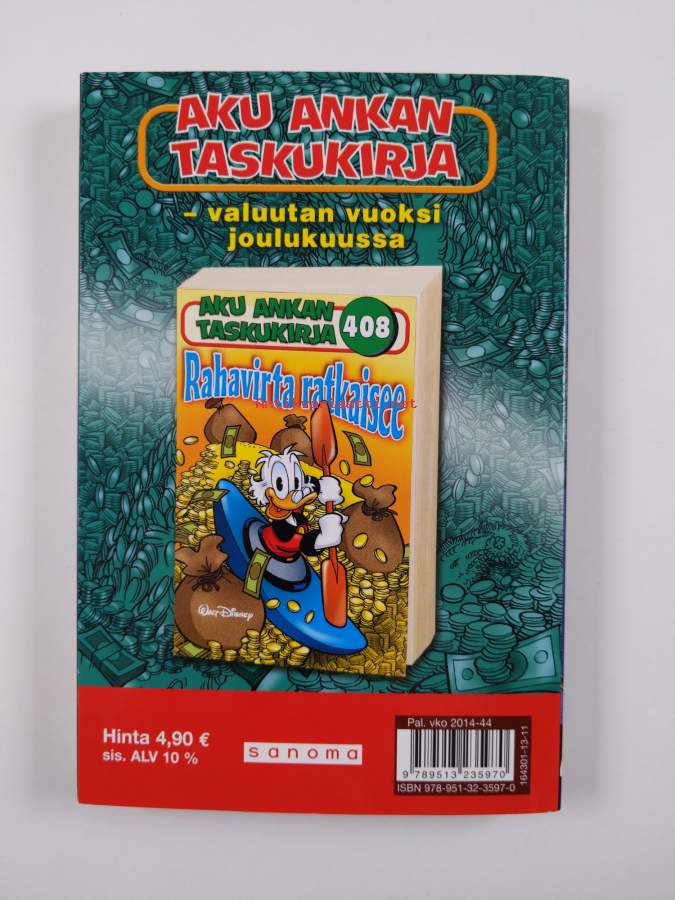 AKU ANKAN
TASKUKIRJA
– valuutan vuoksi
joulukuussa
AKU ANKAN
TASKUKIRJA
408
Rahavirta ratkaisee
WALT DISNEY
Hinta 4,90 €
sis. ALV 10 %
sanoma
Pal. vko 2014-44
9 789513 235970
ISBN 978-951-32-3597-0
164301-13-11